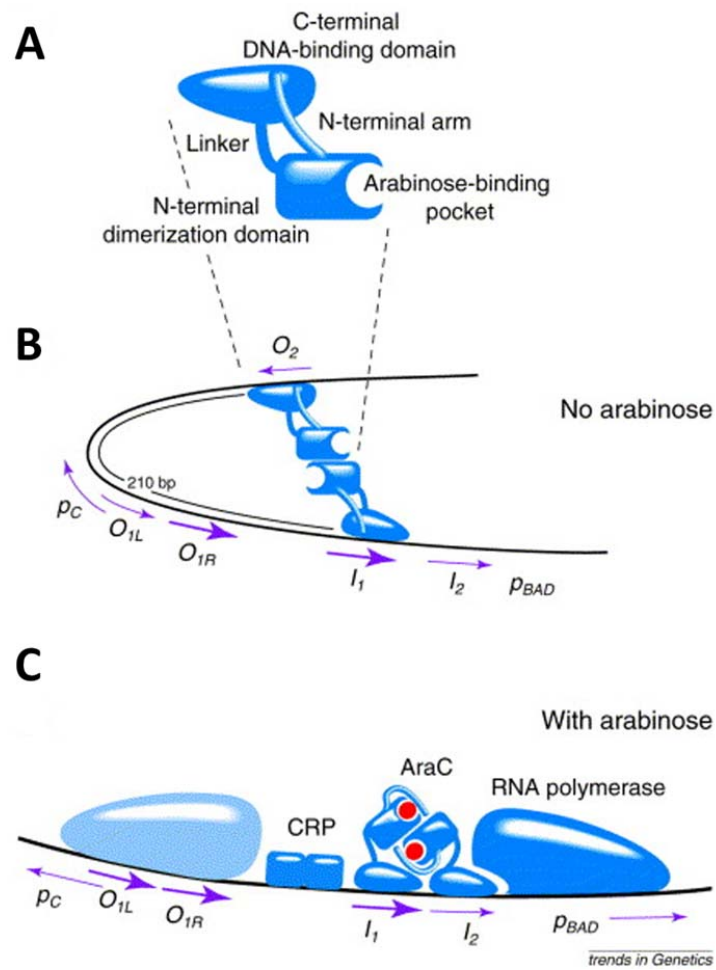 A
C-terminal
DNA-binding domain
N-terminal arm
Linker
Arabinose-binding
pocket
N-terminal
dimerization domain
B
O2
No arabinose
210 bp
pC
O1L
O1R
I1
I2
pBAD
C
With arabinose
AraC
RNA polymerase
CRP
pC
O1L
O1R
I1
I2
pBAD
trends in Genetics